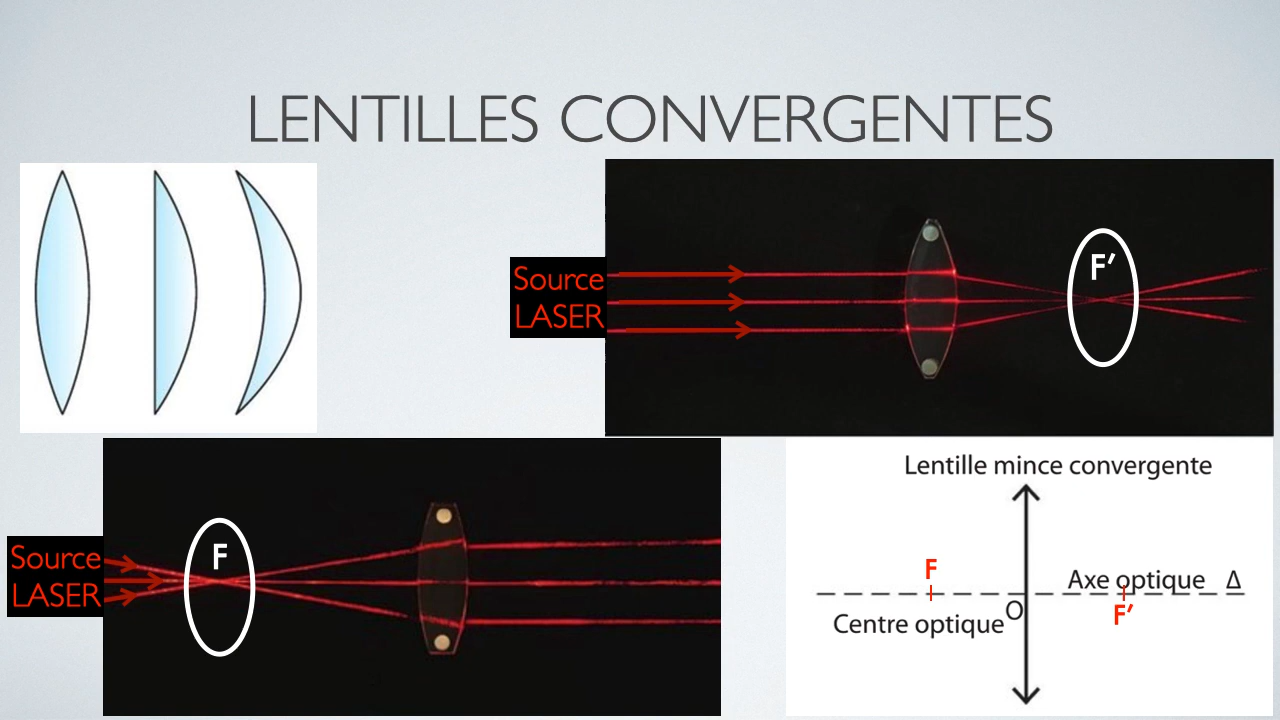 LENTILLES CONVERGENTES
Source
LASER
F′
Source
LASER
F
Lentille mince convergente
F
Axe optique Δ
O
F′
Centre optique